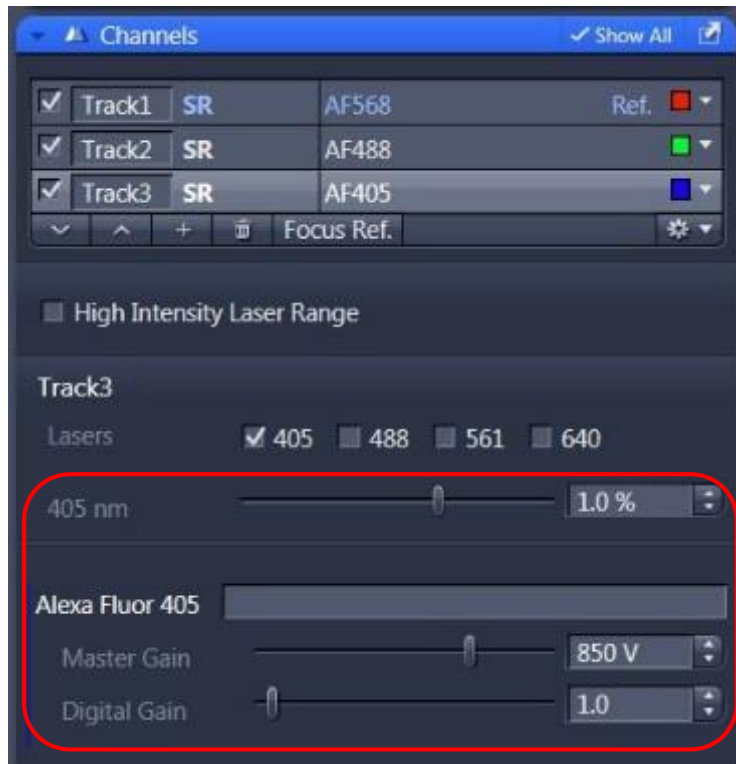 Channels Show All
Track1 SR AF568 Ref.
Track2 SR AF488
Track3 SR AF405
Focus Ref.
High Intensity Laser Range
Track3
Lasers 405 488 561 640
405 nm 1.0 %
Alexa Fluor 405
Master Gain 850 V
Digital Gain 1.0